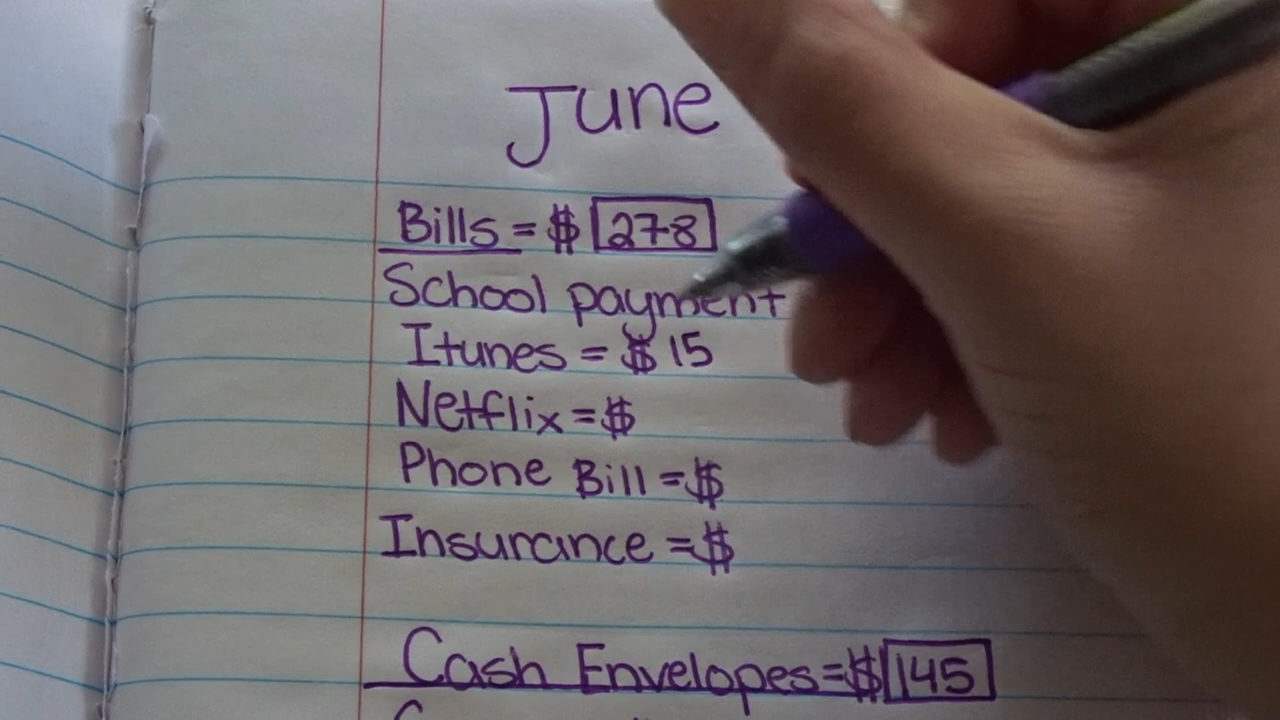 June
Bills = $ 278
School payment
Itunes = $ 15
Netflix = $
Phone Bill = $
Insurance = $
Cash Envelopes = $ 145